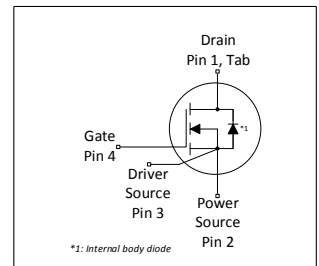 Drain
Pin 1, Tab
*1
Gate
Pin 4
Driver
Source
Pin 3
Power
Source
Pin 2
*1: Internal body diode